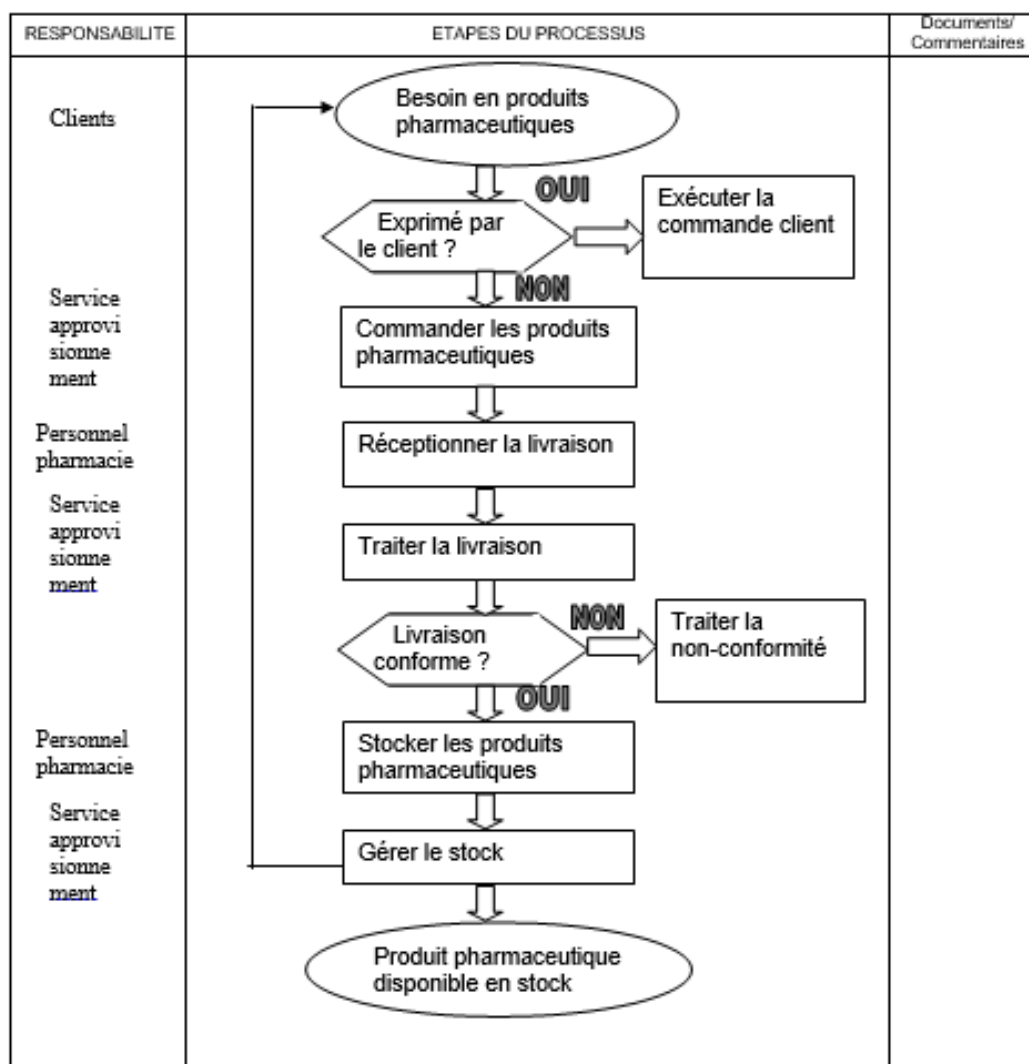 RESPONSABILITE
ETAPES DU PROCESSUS
Documents/
Commentaires
Clients
Besoin en produits
pharmaceutiques
OUI
Exprimé par
le client ?
Exécuter la
commande client
NON
Service
approvi
sionne
ment
Commander les produits
pharmaceutiques
Personnel
pharmacie
Réceptionner la livraison
Service
approvi
sionne
ment
Traiter la livraison
Livraison
conforme ?
NON
Traiter la
non-conformité
OUI
Personnel
pharmacie
Stocker les produits
pharmaceutiques
Service
approvi
sionne
ment
Gérer le stock
Produit pharmaceutique
disponible en stock